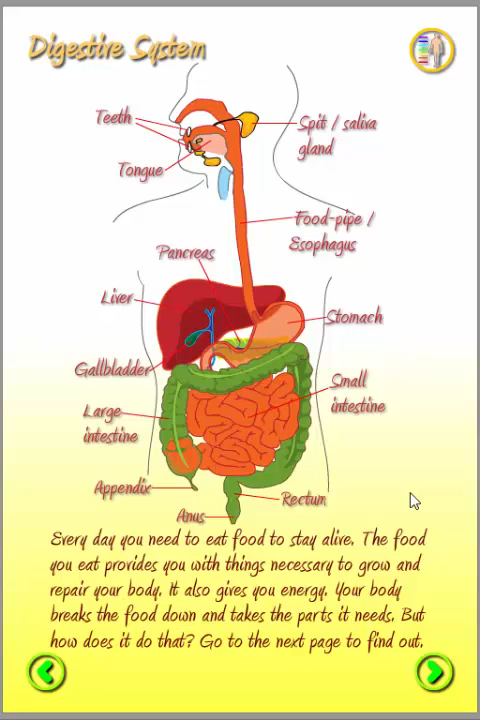 Digestive System
Teeth
Spit / saliva
gland
Tongue
Food-pipe /
Esophagus
Pancreas
Liver
Stomach
Gallbladder
Small
intestine
Large
intestine
Appendix
Rectum
Anus
Every day you need to eat food to stay alive. The food
you eat provides you with things necessary to grow and
repair your body. It also gives you energy. Your body
breaks the food down and takes the parts it needs. But
how does it do that? Go to the next page to find out.